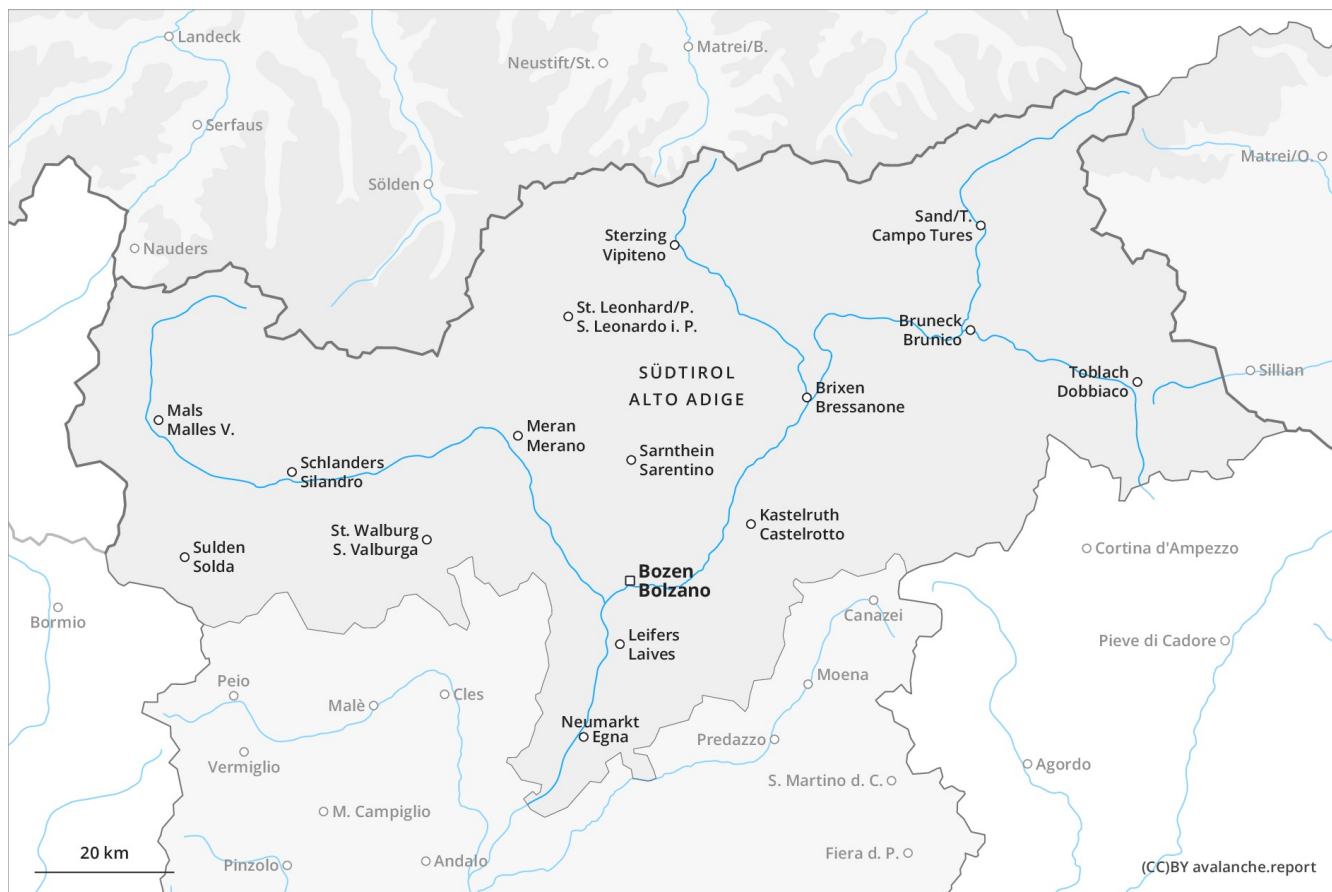 Landeck
Matrei/B.
Neustift/St.
Serfaus
Matrei/O.
Sölden
Sand/T.
Campo Tures
Sterzing
Vipiteno
Nauders
St. Leonhard/P.
S. Leonardo i. P.
Bruneck
Brunico
SÜDTIROL
ALTO ADIGE
Toblach
Dobbiaco
Sillian
Brixen
Bressanone
Mals
Malles V.
Meran
Merano
Sarnthein
Sarentino
Schlanders
Silandro
Kastelruth
Castelrotto
St. Walburg
S. Valburga
Sulden
Solda
Cortina d'Ampezzo
Bozen
Bolzano
Bormio
Canazei
Leifers
Laives
Pieve di Cadore
Peio
Moena
Malè
Cles
Neumarkt
Egna
Predazzo
Vermiglio
Agordo
S. Martino d. C.
M. Campiglio
20 km
Pinzolo
Andalo
Fiera d. P.
(CC)BY avalanche.report